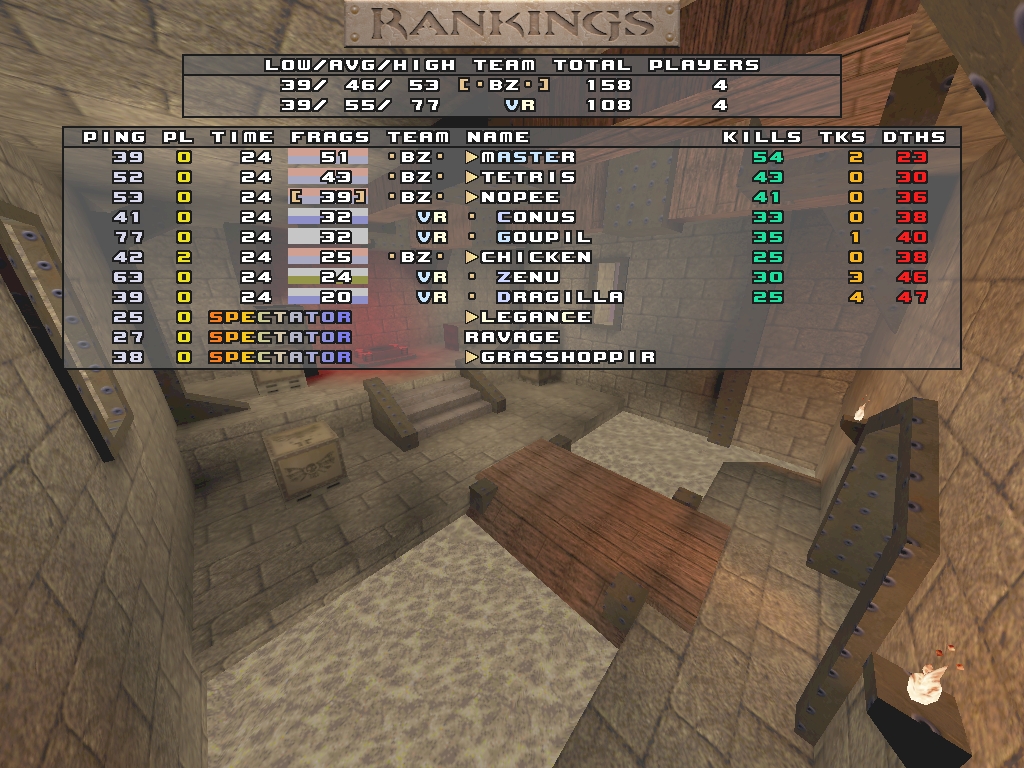 RANKINGS
LOW/AVG/HIGH TEAM TOTAL PLAYERS
39/ 46/ 53 [·BZ·] 158 4
39/ 55/ 77 VR 108 4
PING PL TIME FRAGS TEAM NAME KILLS TKS DTHS
39 0 24 51 ·BZ· MASTER 54 2 23
52 0 24 43 ·BZ· TETRIS 43 0 30
53 0 24 [ 39] ·BZ· NOPEE 41 0 36
41 0 24 32 VR · CONUS 33 0 38
77 0 24 32 VR · GOUPIL 35 1 40
42 2 24 25 ·BZ· CHICKEN 25 0 38
63 0 24 24 VR · ZENU 30 3 46
39 0 24 20 VR · DRAGILLA 25 4 47
25 0 SPECTATOR LEGANCE
27 0 SPECTATOR RAVAGE
38 0 SPECTATOR GRASSHOPPIR